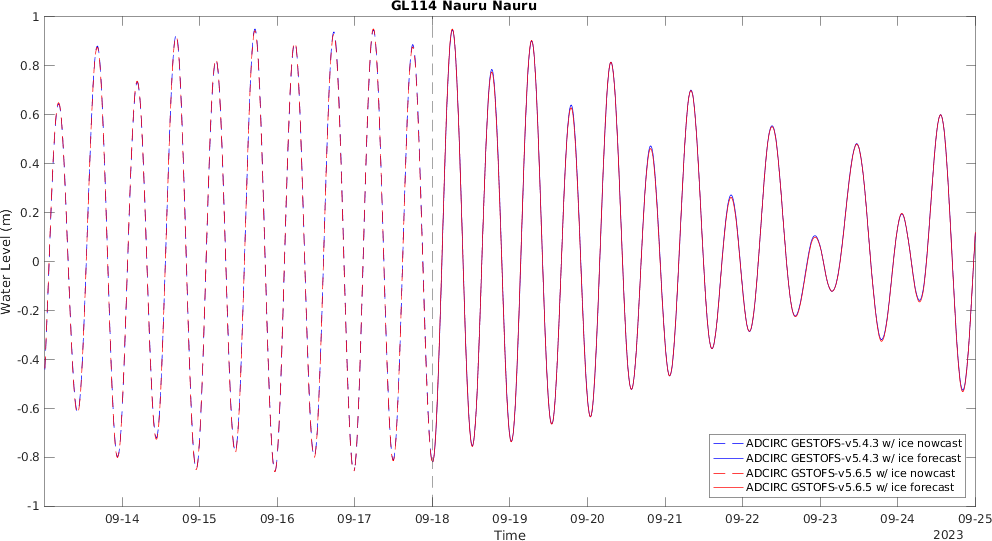 GL114 Nauru Nauru
Water Level (m)
1
0.8
0.6
0.4
0.2
0
-0.2
-0.4
-0.6
-0.8
-1
ADCIRC GESTOFS-v5.4.3 w/ ice nowcast
ADCIRC GESTOFS-v5.4.3 w/ ice forecast
ADCIRC GSTOFS-v5.6.5 w/ ice nowcast
ADCIRC GSTOFS-v5.6.5 w/ ice forecast
09-14 09-15 09-16 09-17 09-18 09-19 09-20 09-21 09-22 09-23 09-24 09-25
Time
2023